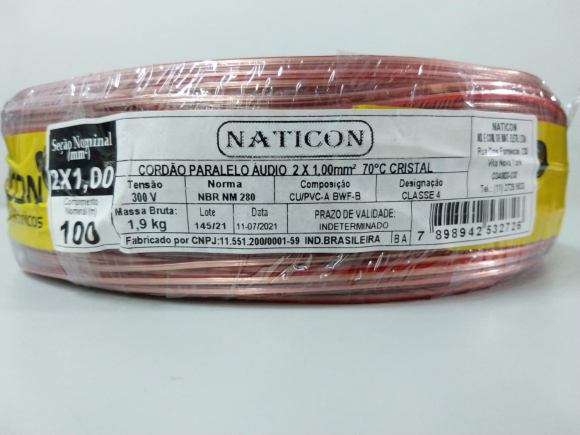 Seção Nominal
(mm²)
2X1,00
Comprimento
Nominal (m)
100
NATICON
CORDÃO PARALELO ÁUDIO 2 X 1,00mm² 70°C CRISTAL
Tensão
300 V
Norma
NBR NM 280
Composição
CU/PVC-A BWF-B
Designação
CLASSE 4
Massa Bruta:
1,9 kg
Lote
145/21
Data
11-07/2021
PRAZO DE VALIDADE:
INDETERMINADO
Fabricado por CNPJ:11.551.200/0001-59 IND.BRASILEIRA
BA
7 898942 532726
NATICON